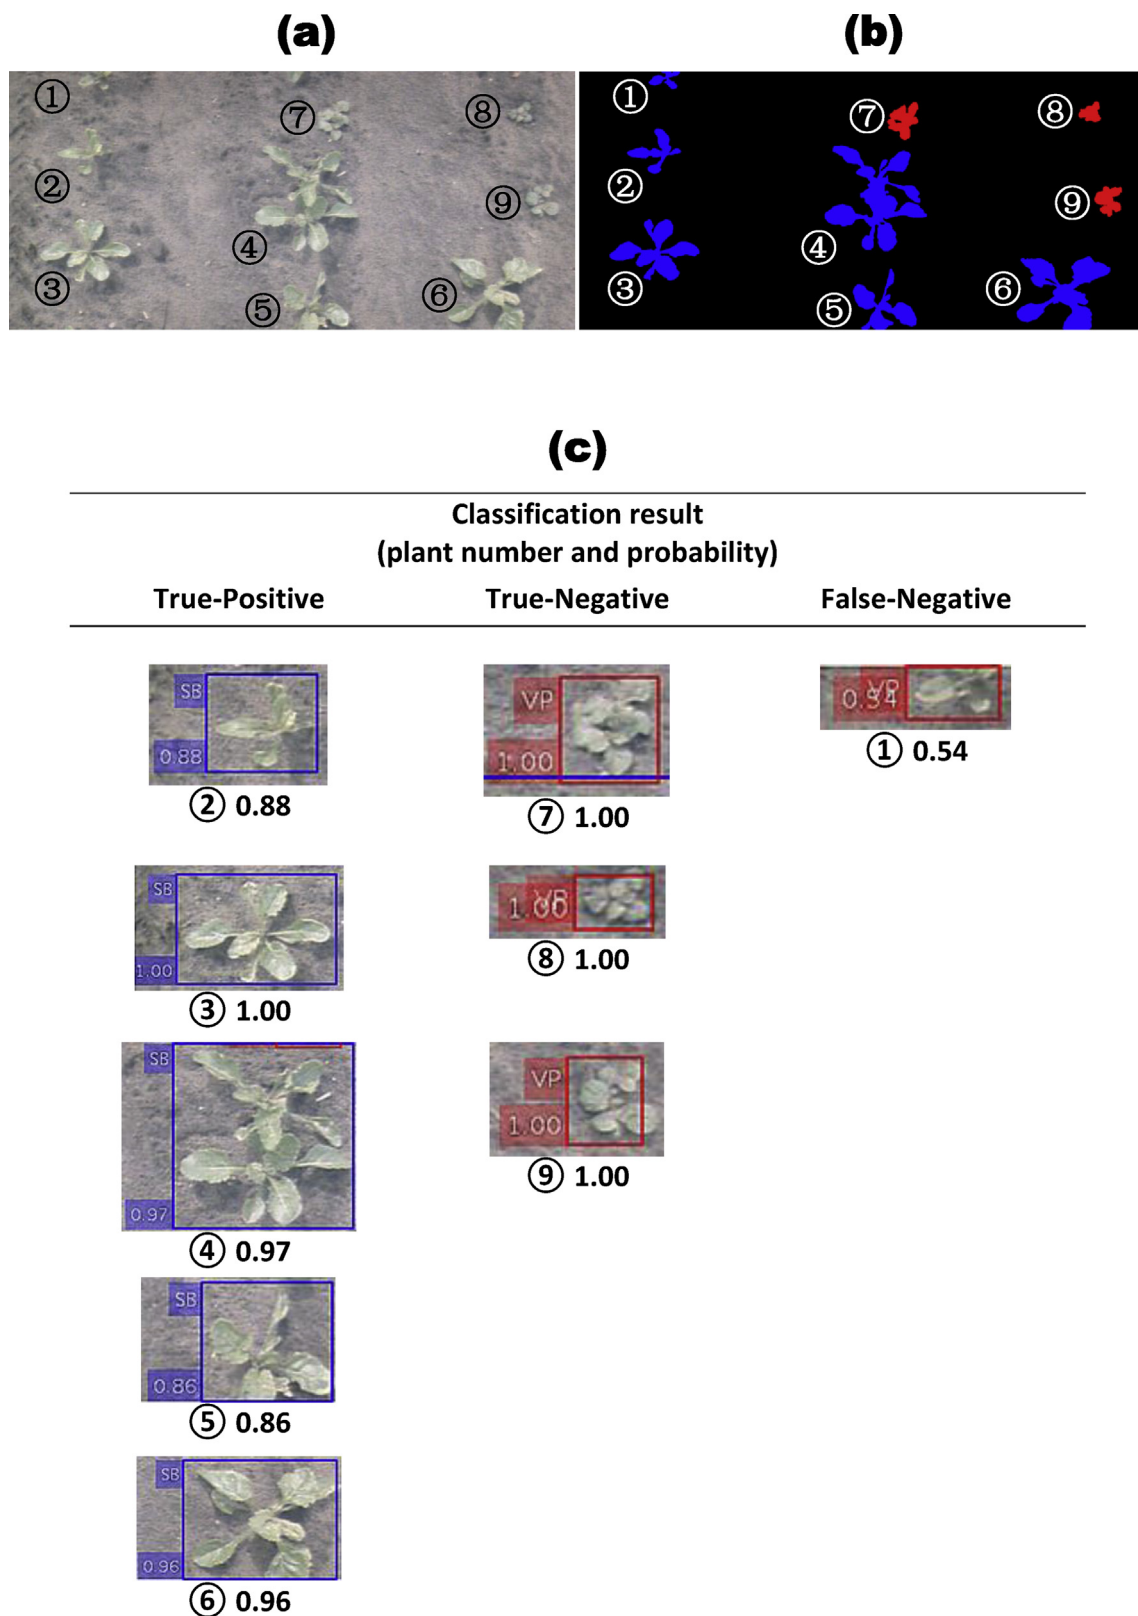 (a)
(b)
① ⑦ ⑧
② ⑨
③ ④ ⑤ ⑥
① ⑦ ⑧
② ⑨
③ ④ ⑤ ⑥
(c)
Classification result
(plant number and probability)
True-Positive True-Negative False-Negative
SB
0.88
② 0.88
VP
1.00
⑦ 1.00
VP
0.54
① 0.54
SB
1.00
③ 1.00
VP
1.00
⑧ 1.00
SB
0.97
④ 0.97
VP
1.00
⑨ 1.00
SB
0.86
⑤ 0.86
SB
0.96
⑥ 0.96